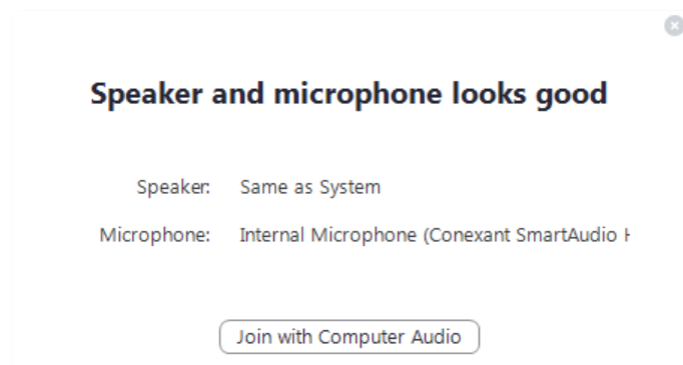 Speaker and microphone looks good
Speaker: Same as System
Microphone: Internal Microphone (Conexant SmartAudio
Join with Computer Audio